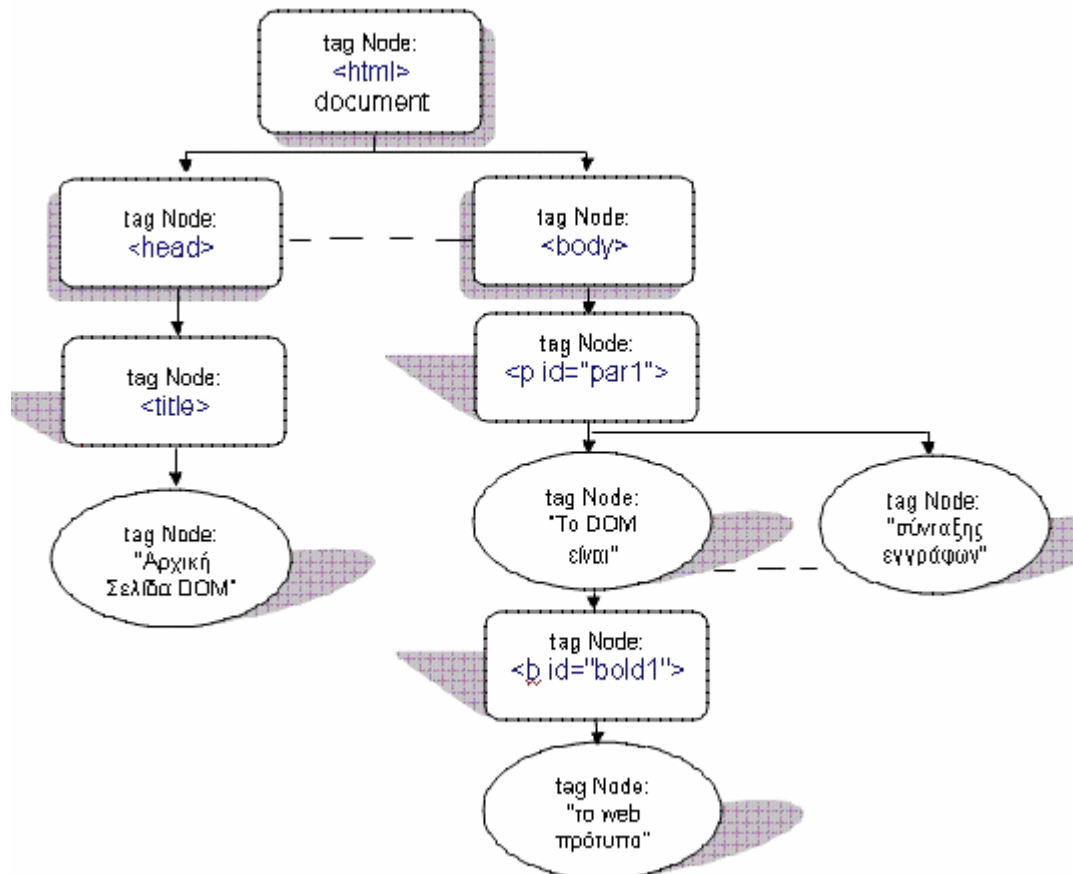 tag Node:
<html>
document
tag Node:
<head>
tag Node:
<body>
tag Node:
<title>
tag Node:
<p id="par1">
tag Node:
"Αρχική
Σελίδα DOM"
tag Node:
"Το DOM
είναι"
tag Node:
"σύνταξης
εγγράφων"
tag Node:
<b id="bold1">
tag Node:
"το web
πρότυπα"